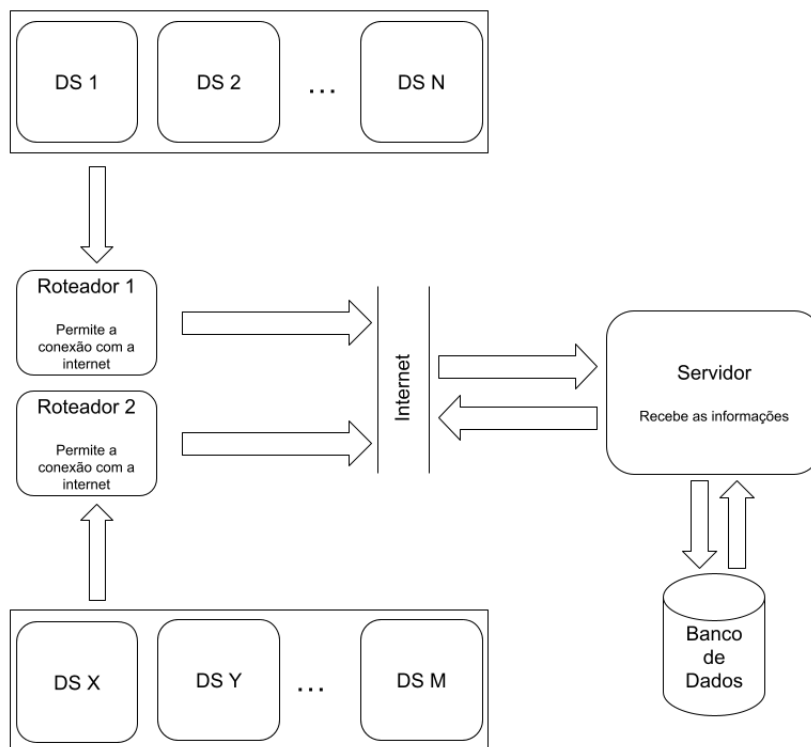 DS 1
DS 2
...
DS N
Roteador 1
Permite a
conexão com a
internet
Roteador 2
Permite a
conexão com a
internet
Internet
Servidor
Recebe as informações
Banco
de
Dados
DS X
DS Y
...
DS M